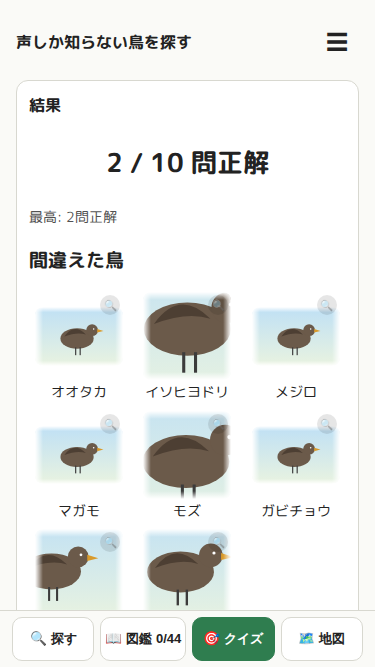 声しか知らない鳥を探す
結果
2 / 10 問正解
最高: 2問正解
間違えた鳥
オオタカ イソヒヨドリ メジロ
マガモ モズ ガビチョウ
探す 図鑑 0/44 クイズ 地図